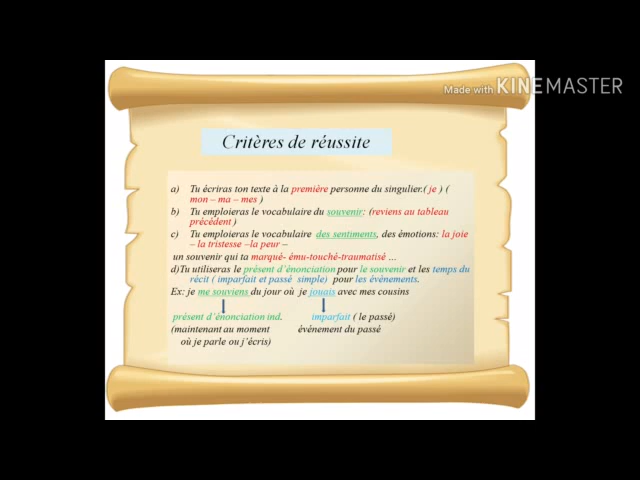 Made with KINEMASTER
Critères de réussite
a) Tu écriras ton texte à la première personne du singulier.( je ) (
mon – ma – mes )
b) Tu emploieras le vocabulaire du souvenir: (reviens au tableau
précédent )
c) Tu emploieras le vocabulaire des sentiments, des émotions: la joie
– la tristesse –la peur –
un souvenir qui ta marqué- ému-touché-traumatisé …
d)Tu utiliseras le présent d'énonciation pour le souvenir et les temps du
récit ( imparfait et passé simple) pour les événements.
Ex: je me souviens du jour où je jouais avec mes cousins
présent d'énonciation ind. imparfait ( le passé)
(maintenant au moment événement du passé
où je parle ou j'écris)